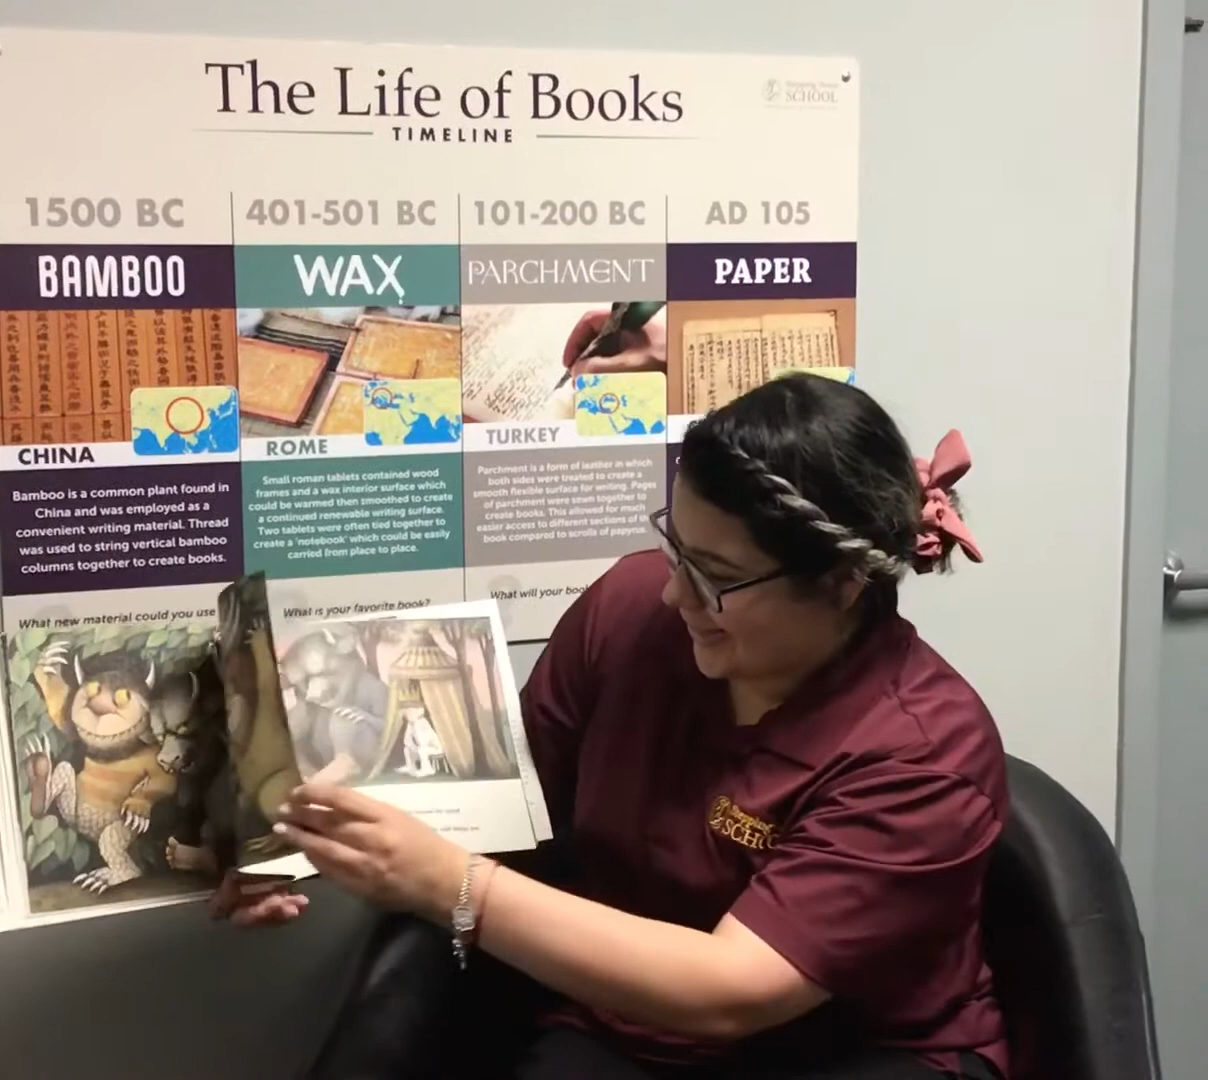 The Life of Books
TIMELINE
SCHOOL
1500 BC
BAMBOO
CHINA
Bamboo is a common plant found in
China and was employed as a
convenient writing material. Thread
was used to string vertical bamboo
columns together to create books.
What new material could you use
401-501 BC
WAX
ROME
Small roman tablets contained wood
frames and a wax interior surface which
could be warmed then smoothed to create
a continued renewable writing surface.
Two tablets were often tied together to
create a 'notebook' which could be easily
carried from place to place.
What is your favorite book?
101-200 BC
PARCHMENT
TURKEY
Parchment is a form of leather in which
both sides were treated to create a
smooth flexible surface for writing. Pages
of parchment were sewn together to
create books. This allowed for much
easier access to different sections of the
book compared to scrolls of papyrus.
What will your book
AD 105
PAPER